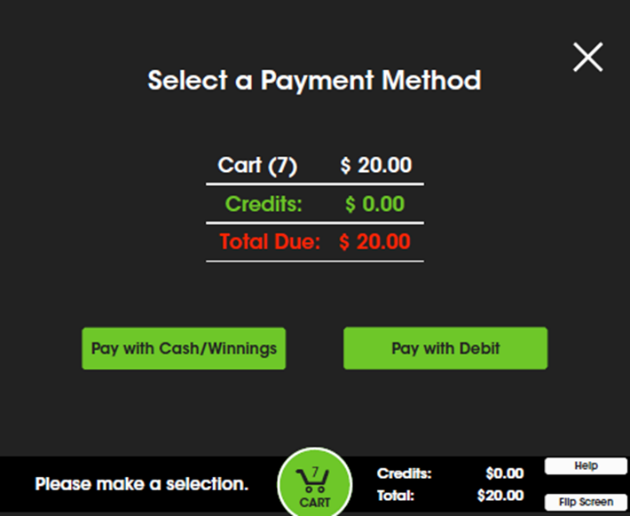 Select a Payment Method
Cart (7) $ 20.00
Credits: $ 0.00
Total Due: $ 20.00
Pay with Cash/Winnings Pay with Debit
Please make a selection.
7
CART
Credits: $0.00
Total: $20.00
Help
Flip Screen